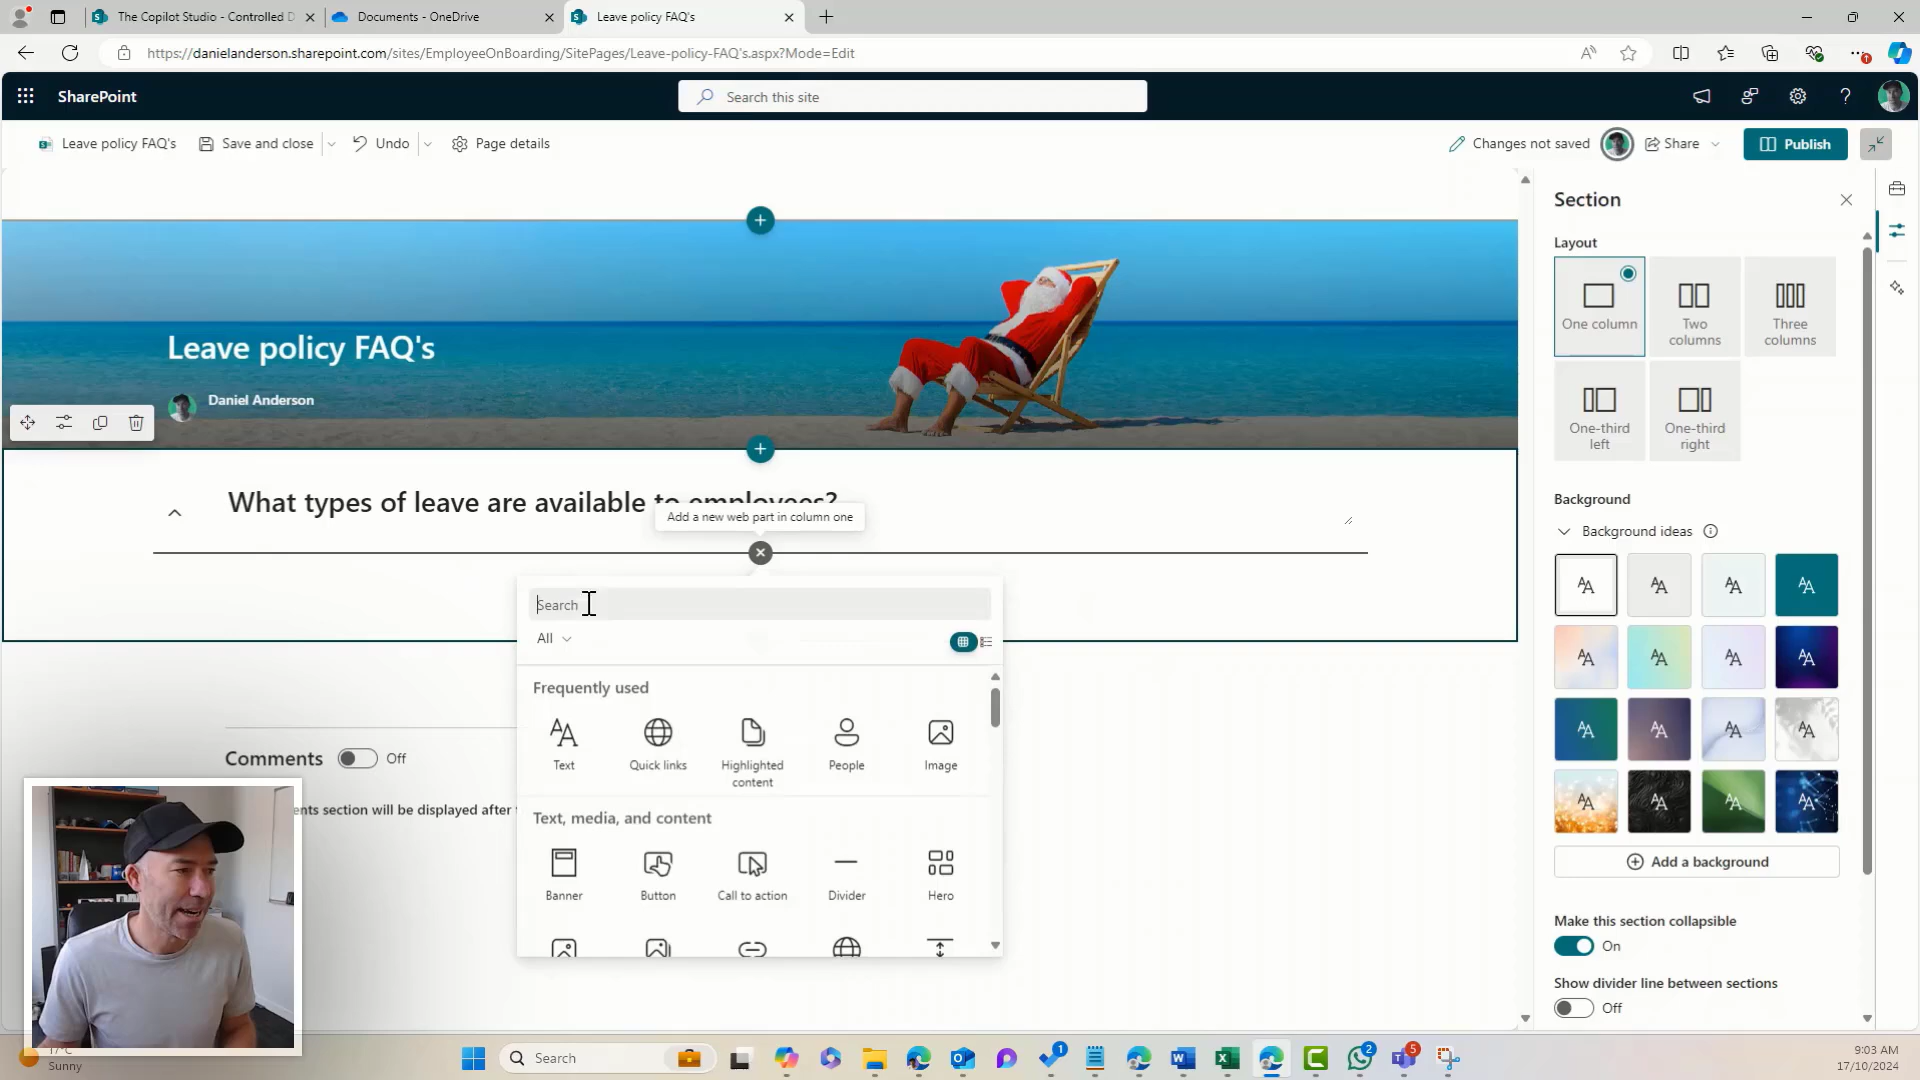 The Copilot Studio - Controlled D
Documents - OneDrive
Leave policy FAQ's
https://danielanderson.sharepoint.com/sites/EmployeeOnBoarding/SitePages/Leave-policy-FAQ's.aspx?Mode=Edit
SharePoint
Search this site
Leave policy FAQ's
Save and close
Undo
Page details
Changes not saved
Share
Publish
Leave policy FAQ's
Daniel Anderson
What types of leave are available to employees?
Add a new web part in column one
Search
All
Frequently used
Text
Quick links
Highlighted
content
People
Image
Text, media, and content
Banner
Button
Call to action
Divider
Hero
Comments
Off
ents section will be displayed after
Section
Layout
One column
Two
columns
Three
columns
One-third
left
One-third
right
Background
Background ideas
Add a background
Make this section collapsible
On
Show divider line between sections
Off
17°C
Sunny
Search
1
2
5
9:03 AM
17/10/2024